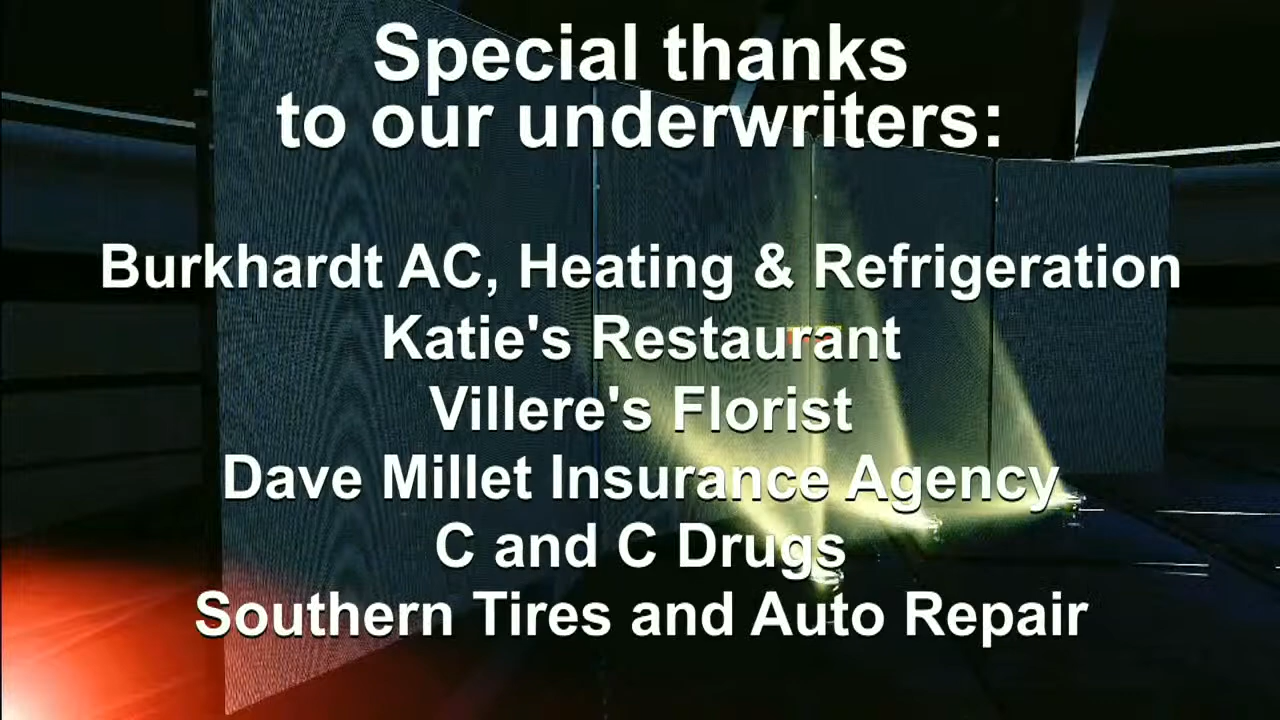 Special thanks
to our underwriters:
Burkhardt AC, Heating & Refrigeration
Katie's Restaurant
Villere's Florist
Dave Millet Insurance Agency
C and C Drugs
Southern Tires and Auto Repair